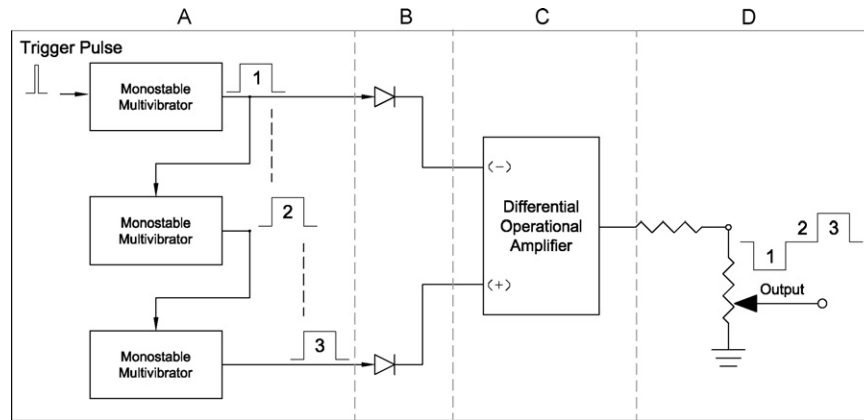 A B C D
Trigger Pulse
Monostable
Multivibrator
1
Monostable
Multivibrator
2
Monostable
Multivibrator
3
(-)
Differential
Operational
Amplifier
(+)
1
2
3
Output